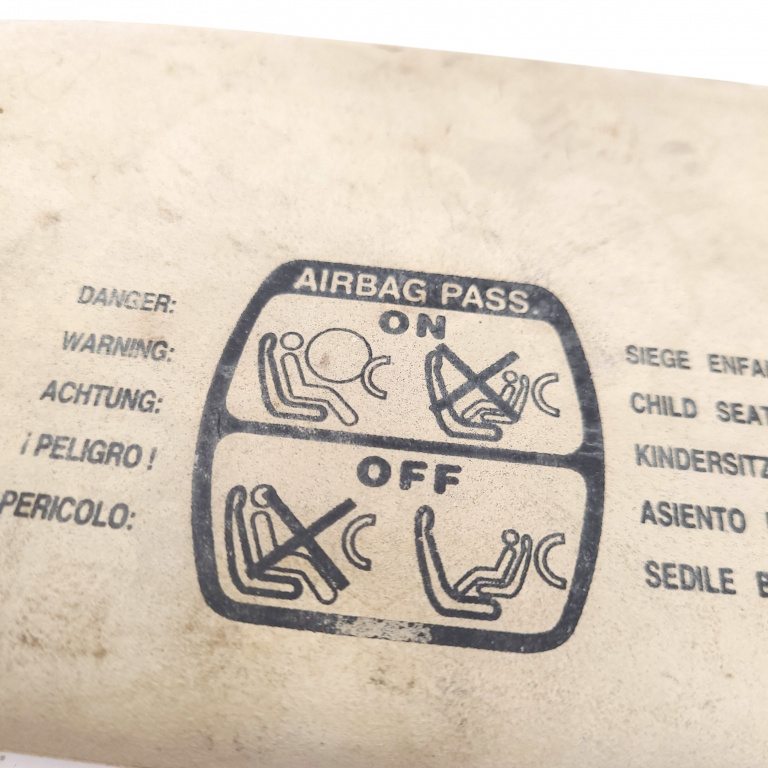 DANGER:
WARNING:
ACHTUNG:
¡PELIGRO!
PERICOLO:
AIRBAG PASS.
ON
OFF
SIEGE
CHILD SEAT
KINDERSITZ
ASIENTO
SEDILE